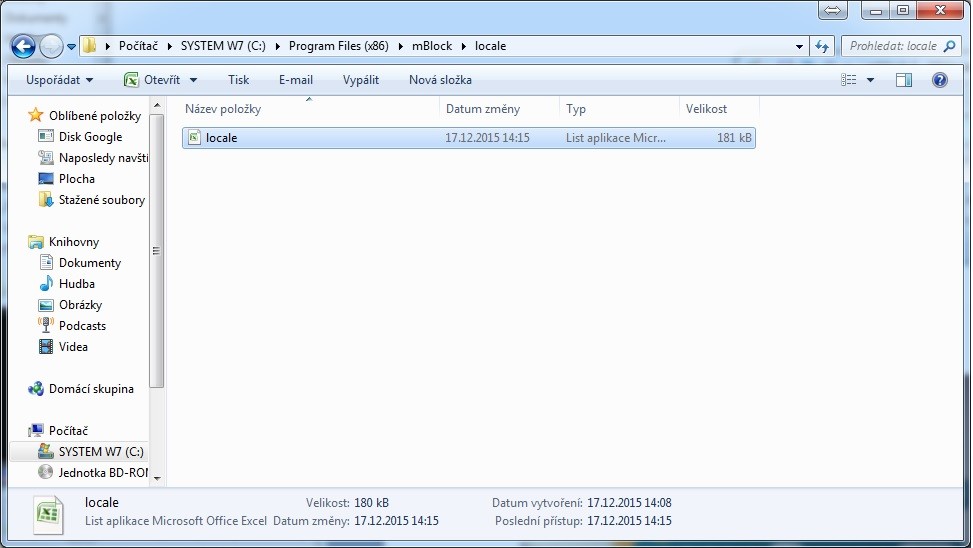 Počítač SYSTEM W7 (C:) Program Files (x86) mBlock locale Prohledat: locale
Uspořádat Otevřít Tisk E-mail Vypálit Nová složka
Název položky Datum změny Typ Velikost
locale 17.12.2015 14:15 List aplikace Micr... 181 kB
Oblíbené položky
Disk Google
Naposledy navští
Plocha
Stažené soubory
Knihovny
Dokumenty
Hudba
Obrázky
Podcasts
Videa
Domácí skupina
Počítač
SYSTEM W7 (C:)
Jednotka BD-ROM
locale Velikost: 180 kB Datum vytvoření: 17.12.2015 14:08
List aplikace Microsoft Office Excel Datum změny: 17.12.2015 14:15 Poslední přístup: 17.12.2015 14:15